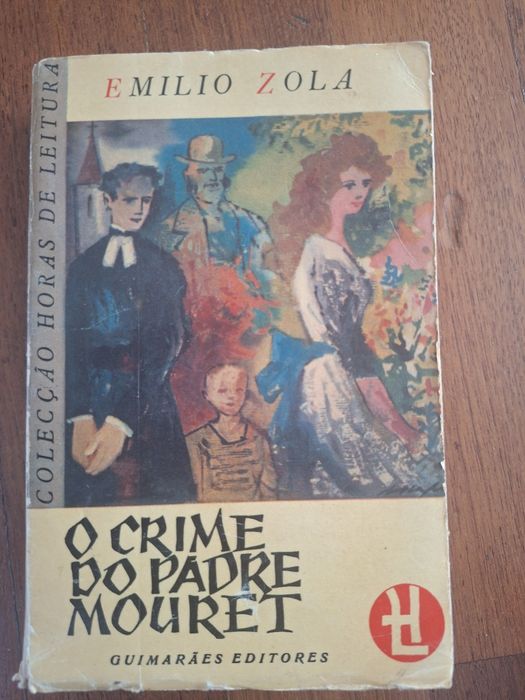 EMILIO ZOLA
COLECÇÃO HORAS DE LEITURA
O CRIME
DO PADRE
MOURET
GUIMARÃES EDITORES
HL